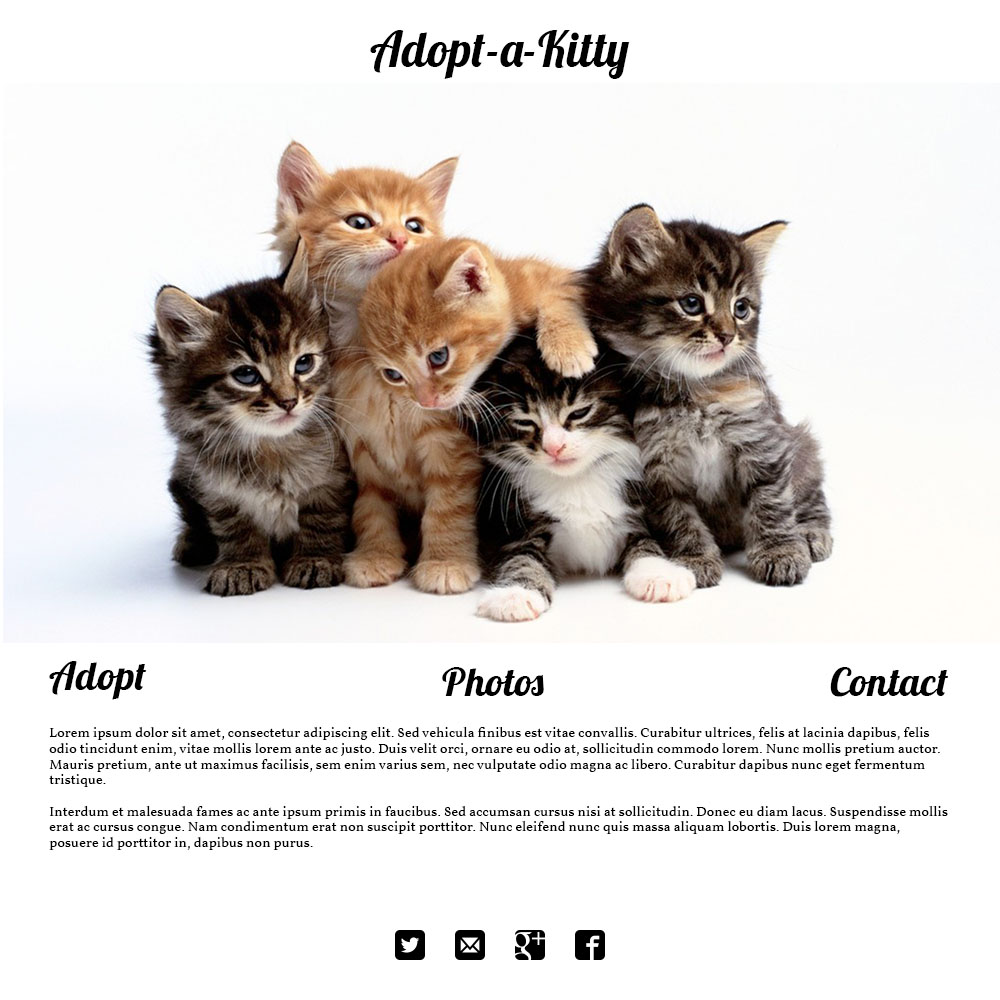 Adopt-a-Kitty
Adopt
Photos
Contact
Lorem ipsum dolor sit amet, consectetur adipiscing elit. Sed vehicula finibus est vitae convallis. Curabitur ultrices, felis at lacinia dapibus, felis
odio tincidunt enim, vitae mollis lorem ante ac justo. Duis velit orci, ornare eu odio at, sollicitudin commodo lorem. Nunc mollis pretium auctor.
Mauris pretium, ante ut maximus facilisis, sem enim varius sem, nec vulputate odio magna ac libero. Curabitur dapibus nunc eget fermentum
tristique.
Interdum et malesuada fames ac ante ipsum primis in faucibus. Sed accumsan cursus nisi at sollicitudin. Donec eu diam lacus. Suspendisse mollis
erat ac cursus congue. Nam condimentum erat non suscipit porttitor. Nunc eleifend nunc quis massa aliquam lobortis. Duis lorem magna,
posuere id porttitor in, dapibus non purus.